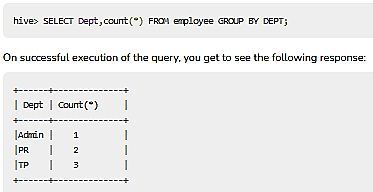 hive> SELECT Dept,count(*) FROM employee GROUP BY DEPT;
On successful execution of the query, you get to see the following response:
+------+--------------+
| Dept | Count(*) |
+------+--------------+
|Admin | 1 |
|PR | 2 |
|TP | 3 |
+------+--------------+